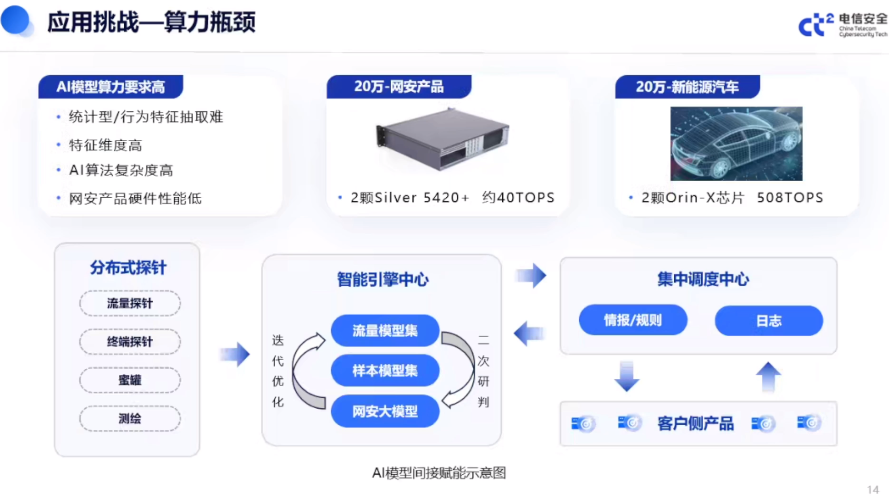 应用挑战—算力瓶颈
ct² 电信安全
China Telecom
Cybersecurity Tech
AI模型算力要求高
• 统计型/行为特征抽取难
• 特征维度高
• AI算法复杂度高
• 网安产品硬件性能低
20万-网安产品
• 2颗Silver 5420+ 约40TOPS
20万-新能源汽车
• 2颗Orin-X芯片 508TOPS
分布式探针
流量探针
终端探针
蜜罐
测绘
智能引擎中心
迭代优化
流量模型集
样本模型集
网安大模型
二次研判
集中调度中心
情报/规则
日志
客户侧产品
AI模型间接赋能示意图
14